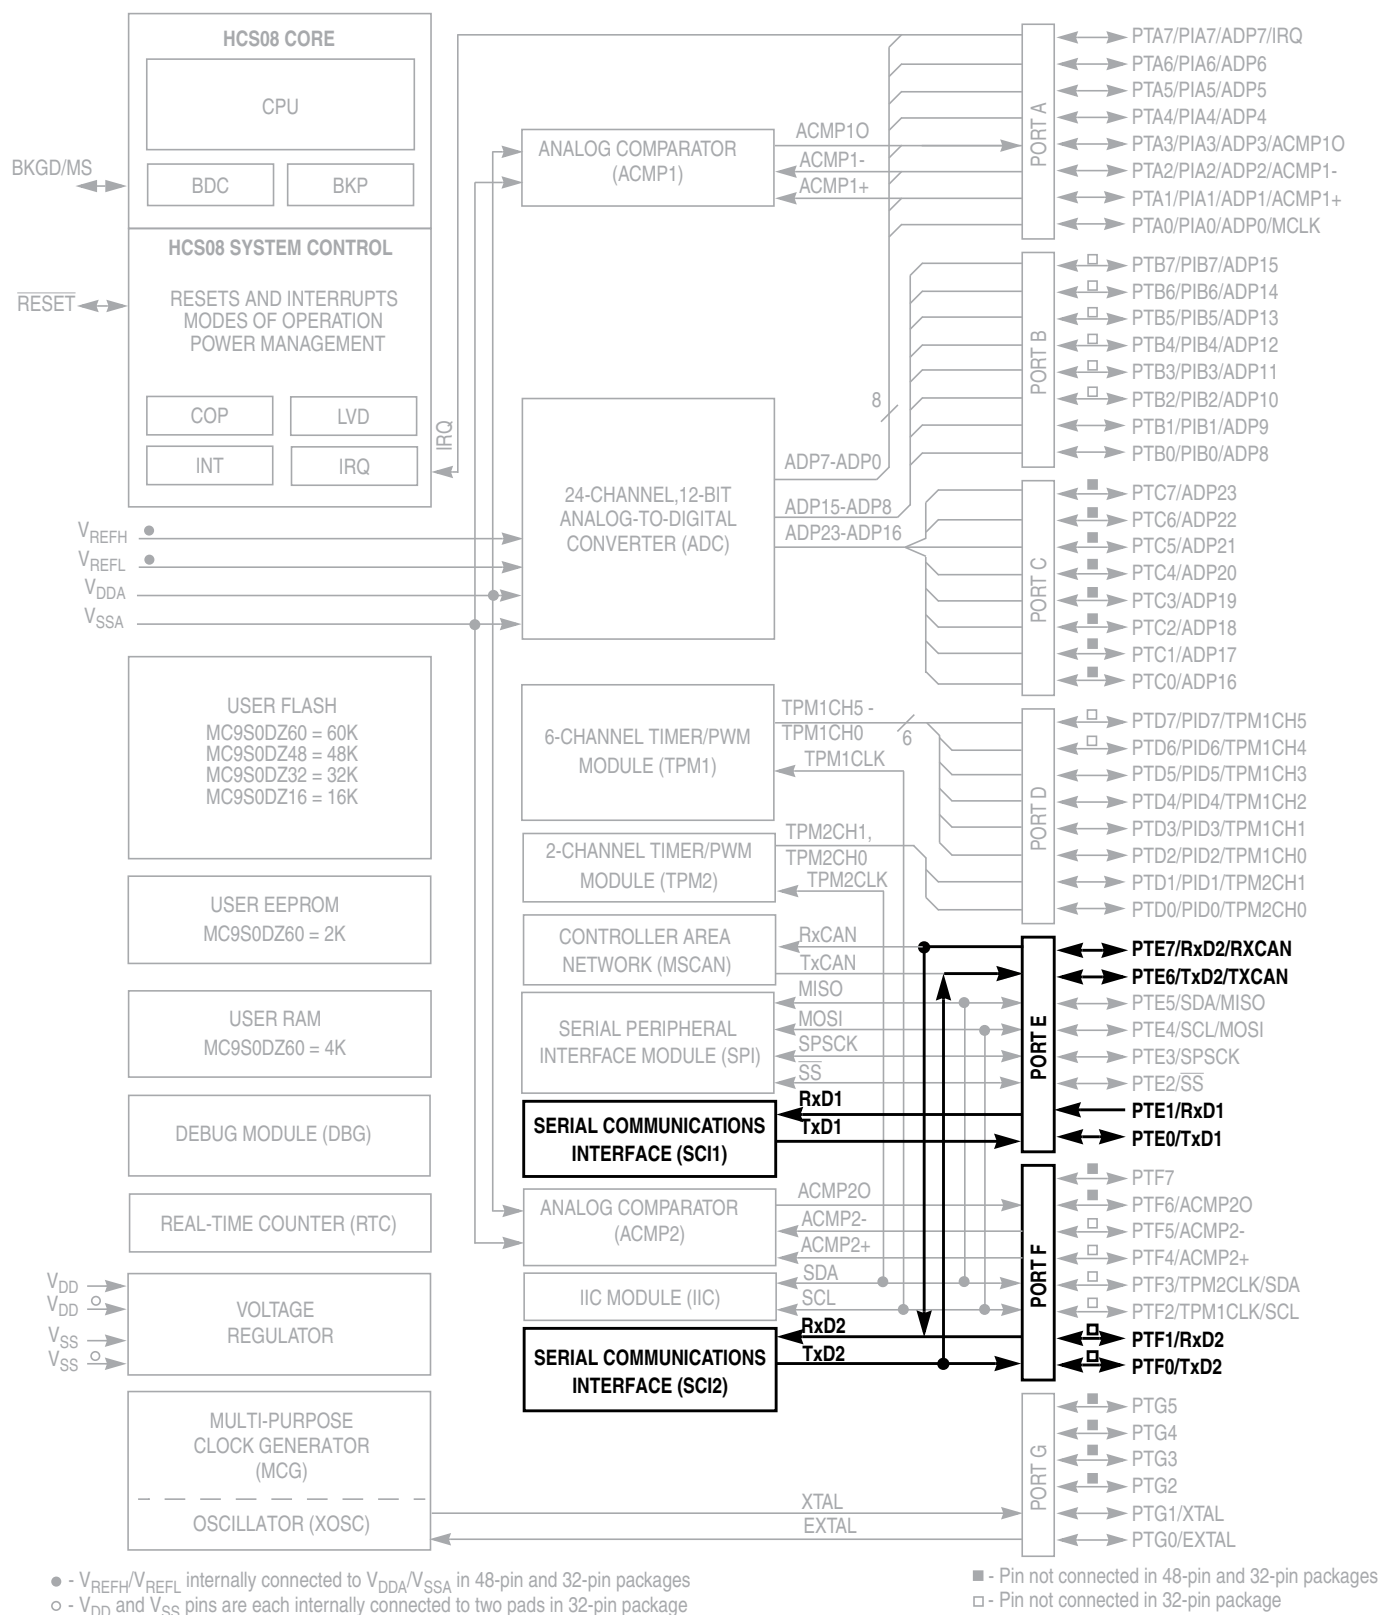 HCS08 CORE
CPU
BKGD/MS
BDC
BKP
HCS08 SYSTEM CONTROL
RESET
RESETS AND INTERRUPTS
MODES OF OPERATION
POWER MANAGEMENT
COP
LVD
INT
IRQ
IRQ
VREFH
VREFL
VDDA
VSSA
USER FLASH
MC9S0DZ60 = 60K
MC9S0DZ48 = 48K
MC9S0DZ32 = 32K
MC9S0DZ16 = 16K
USER EEPROM
MC9S0DZ60 = 2K
USER RAM
MC9S0DZ60 = 4K
DEBUG MODULE (DBG)
REAL-TIME COUNTER (RTC)
VDD
VDD
VSS
VSS
VOLTAGE
REGULATOR
MULTI-PURPOSE
CLOCK GENERATOR
(MCG)
OSCILLATOR (XOSC)
ANALOG COMPARATOR
(ACMP1)
ACMP1O
ACMP1-
ACMP1+
24-CHANNEL,12-BIT
ANALOG-TO-DIGITAL
CONVERTER (ADC)
8
ADP7-ADP0
ADP15-ADP8
ADP23-ADP16
6-CHANNEL TIMER/PWM
MODULE (TPM1)
TPM1CH5 -
TPM1CH0
6
TPM1CLK
2-CHANNEL TIMER/PWM
MODULE (TPM2)
TPM2CH1,
TPM2CH0
TPM2CLK
CONTROLLER AREA
NETWORK (MSCAN)
RxCAN
TxCAN
SERIAL PERIPHERAL
INTERFACE MODULE (SPI)
MISO
MOSI
SPSCK
SS
SERIAL COMMUNICATIONS
INTERFACE (SCI1)
RxD1
TxD1
ANALOG COMPARATOR
(ACMP2)
ACMP2O
ACMP2-
ACMP2+
IIC MODULE (IIC)
SDA
SCL
SERIAL COMMUNICATIONS
INTERFACE (SCI2)
RxD2
TxD2
XTAL
EXTAL
PORT A
PTA7/PIA7/ADP7/IRQ
PTA6/PIA6/ADP6
PTA5/PIA5/ADP5
PTA4/PIA4/ADP4
PTA3/PIA3/ADP3/ACMP1O
PTA2/PIA2/ADP2/ACMP1-
PTA1/PIA1/ADP1/ACMP1+
PTA0/PIA0/ADP0/MCLK
PORT B
PTB7/PIB7/ADP15
PTB6/PIB6/ADP14
PTB5/PIB5/ADP13
PTB4/PIB4/ADP12
PTB3/PIB3/ADP11
PTB2/PIB2/ADP10
PTB1/PIB1/ADP9
PTB0/PIB0/ADP8
PORT C
PTC7/ADP23
PTC6/ADP22
PTC5/ADP21
PTC4/ADP20
PTC3/ADP19
PTC2/ADP18
PTC1/ADP17
PTC0/ADP16
PORT D
PTD7/PID7/TPM1CH5
PTD6/PID6/TPM1CH4
PTD5/PID5/TPM1CH3
PTD4/PID4/TPM1CH2
PTD3/PID3/TPM1CH1
PTD2/PID2/TPM1CH0
PTD1/PID1/TPM2CH1
PTD0/PID0/TPM2CH0
PORT E
PTE7/RxD2/RXCAN
PTE6/TxD2/TXCAN
PTE5/SDA/MISO
PTE4/SCL/MOSI
PTE3/SPSCK
PTE2/SS
PTE1/RxD1
PTE0/TxD1
PORT F
PTF7
PTF6/ACMP2O
PTF5/ACMP2-
PTF4/ACMP2+
PTF3/TPM2CLK/SDA
PTF2/TPM1CLK/SCL
PTF1/RxD2
PTF0/TxD2
PORT G
PTG5
PTG4
PTG3
PTG2
PTG1/XTAL
PTG0/EXTAL
● - VREFH/VREFL internally connected to VDDA/VSSA in 48-pin and 32-pin packages
○ - VDD and VSS pins are each internally connected to two pads in 32-pin package
■ - Pin not connected in 48-pin and 32-pin packages
□ - Pin not connected in 32-pin package